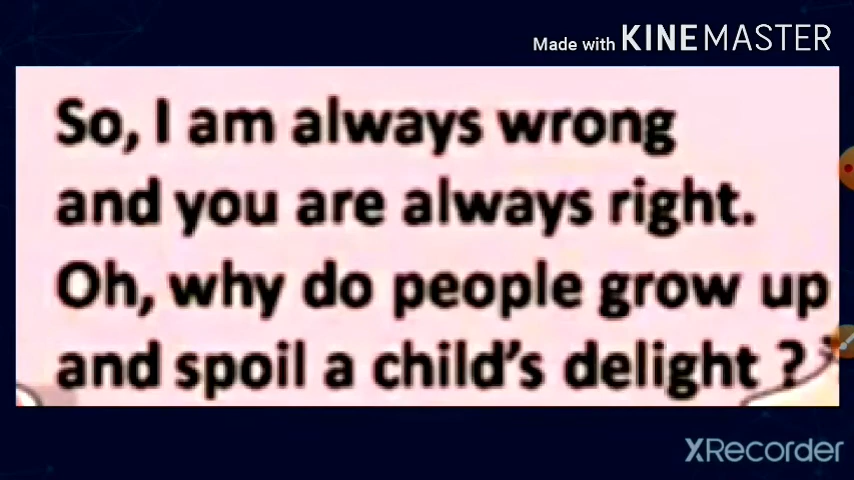 Made with KINEMASTER
So, I am always wrong
and you are always right.
Oh, why do people grow up
and spoil a child's delight ?
XRecorder